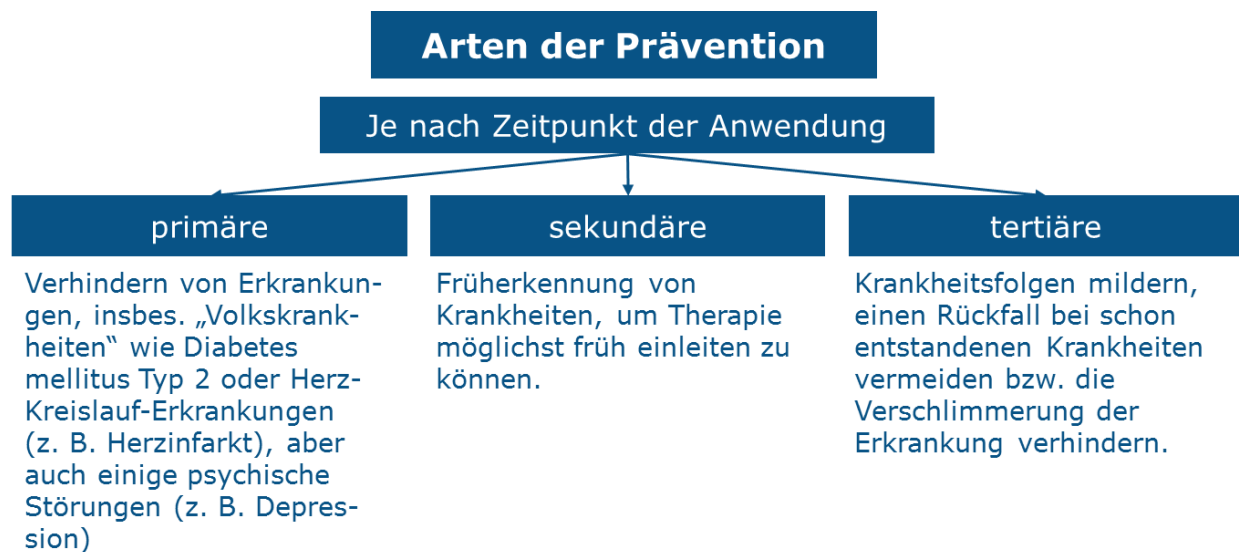 Arten der Prävention
Je nach Zeitpunkt der Anwendung
primäre
Verhindern von Erkrankun-
gen, insbes. „Volkskrank-
heiten“ wie Diabetes
mellitus Typ 2 oder Herz-
Kreislauf-Erkrankungen
(z. B. Herzinfarkt), aber
auch einige psychische
Störungen (z. B. Depres-
sion)
sekundäre
Früherkennung von
Krankheiten, um Therapie
möglichst früh einleiten zu
können.
tertiäre
Krankheitsfolgen mildern,
einen Rückfall bei schon
entstandenen Krankheiten
vermeiden bzw. die
Verschlimmerung der
Erkrankung verhindern.